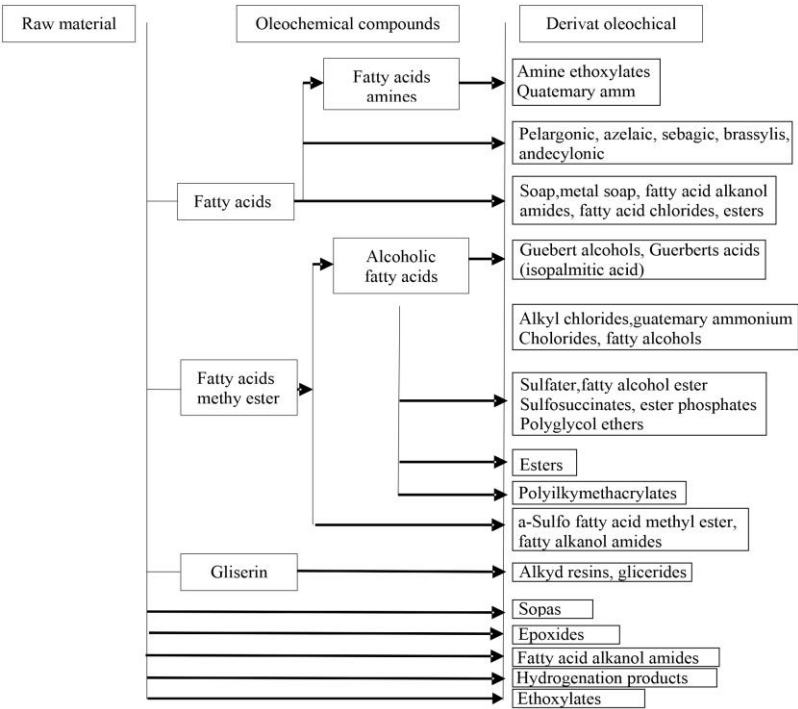 Raw material
Oleochemical compounds
Derivat oleochical
Fatty acids
amines
Amine ethoxylates
Quatemary amm
Pelargonic, azelaic, sebagic, brassylis,
andecylonic
Fatty acids
Soap,metal soap, fatty acid alkanol
amides, fatty acid chlorides, esters
Alcoholic
fatty acids
Guebert alcohols, Guerberts acids
(isopalmitic acid)
Alkyl chlorides,guatemary ammonium
Cholorides, fatty alcohols
Fatty acids
methy ester
Sulfater,fatty alcohol ester
Sulfosuccinates, ester phosphates
Polyglycol ethers
Esters
Polyilkymethacrylates
a-Sulfo fatty acid methyl ester,
fatty alkanol amides
Gliserin
Alkyd resins, glicerides
Sopas
Epoxides
Fatty acid alkanol amides
Hydrogenation products
Ethoxylates